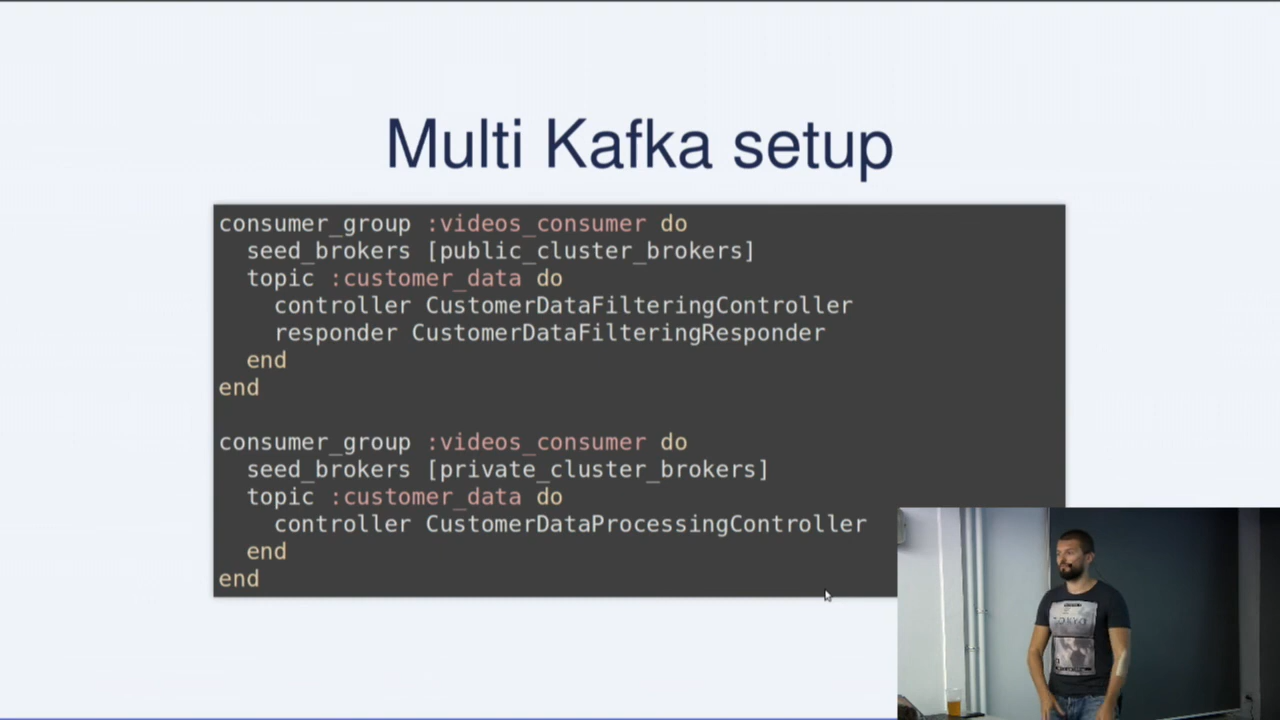 Multi Kafka setup
consumer_group :videos_consumer do
  seed_brokers [public_cluster_brokers]
  topic :customer_data do
    controller CustomerDataFilteringController
    responder CustomerDataFilteringResponder
  end
end
consumer_group :videos_consumer do
  seed_brokers [private_cluster_brokers]
  topic :customer_data do
    controller CustomerDataProcessingController
  end
end
TOKYO